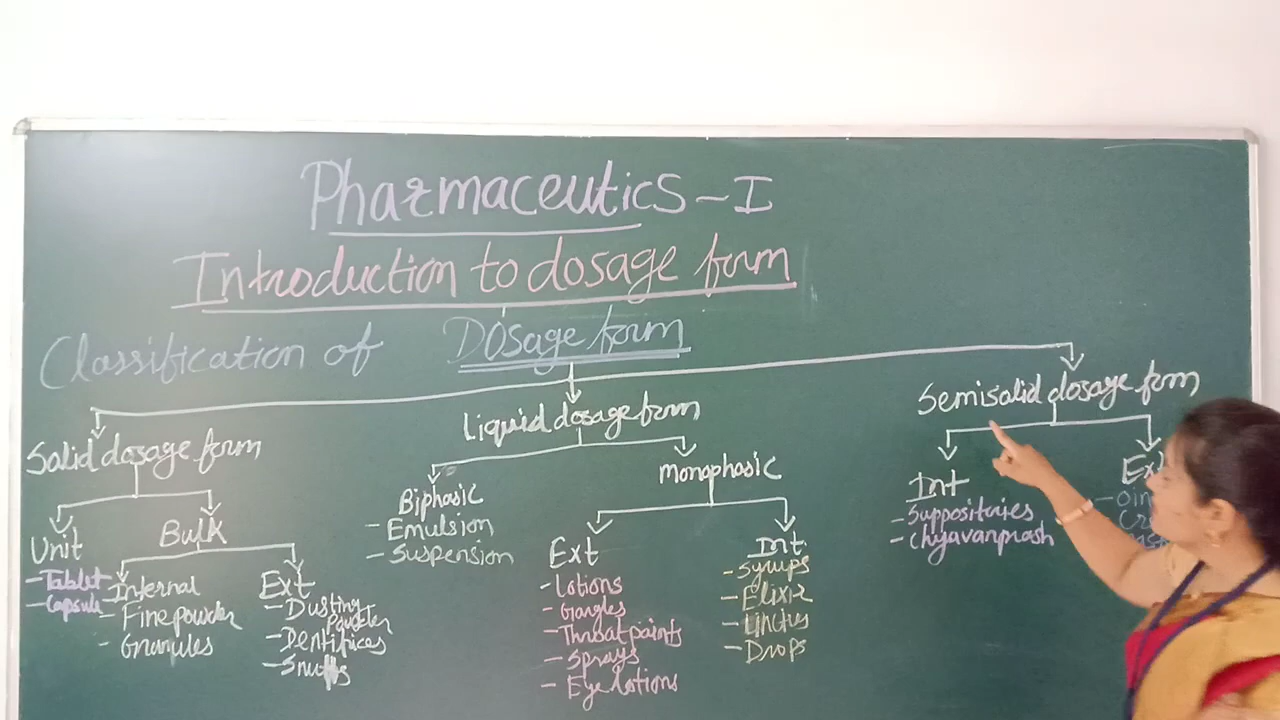 Pharmaceutics - I
Introduction to dosage form
Classification of Dosage form
Solid dosage form
Unit
- Tablet
- Capsule
Bulk
Internal
- Fine powder
- Granules
Ext
- Dusting powder
- Dentifrices
- Snuffs
Liquid dosage form
Biphasic
- Emulsion
- Suspension
monophasic
Ext
- Lotions
- Gargles
- Throat paints
- Sprays
- Eye lotions
Int
- Syrups
- Elixir
- Linctus
- Drops
Semisolid dosage form
Int
- Suppositories
- Chyavanprash